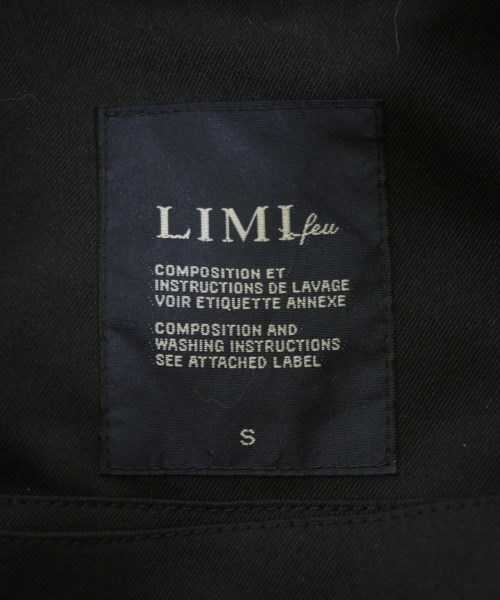 LIMI feu
COMPOSITION ET
INSTRUCTIONS DE LAVAGE
VOIR ETIQUETTE ANNEXE
COMPOSITION AND
WASHING INSTRUCTIONS
SEE ATTACHED LABEL
S